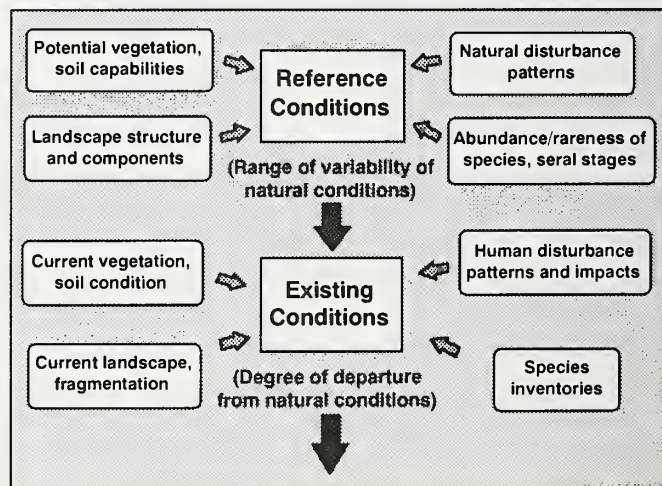 Potential vegetation,
soil capabilities
Reference
Conditions
Natural disturbance
patterns
Landscape structure
and components
Abundance/rareness of
species, seral stages
(Range of variability of
natural conditions)
Current vegetation,
soil condition
Existing
Conditions
Human disturbance
patterns and impacts
Current landscape,
fragmentation
Species
inventories
(Degree of departure
from natural conditions)